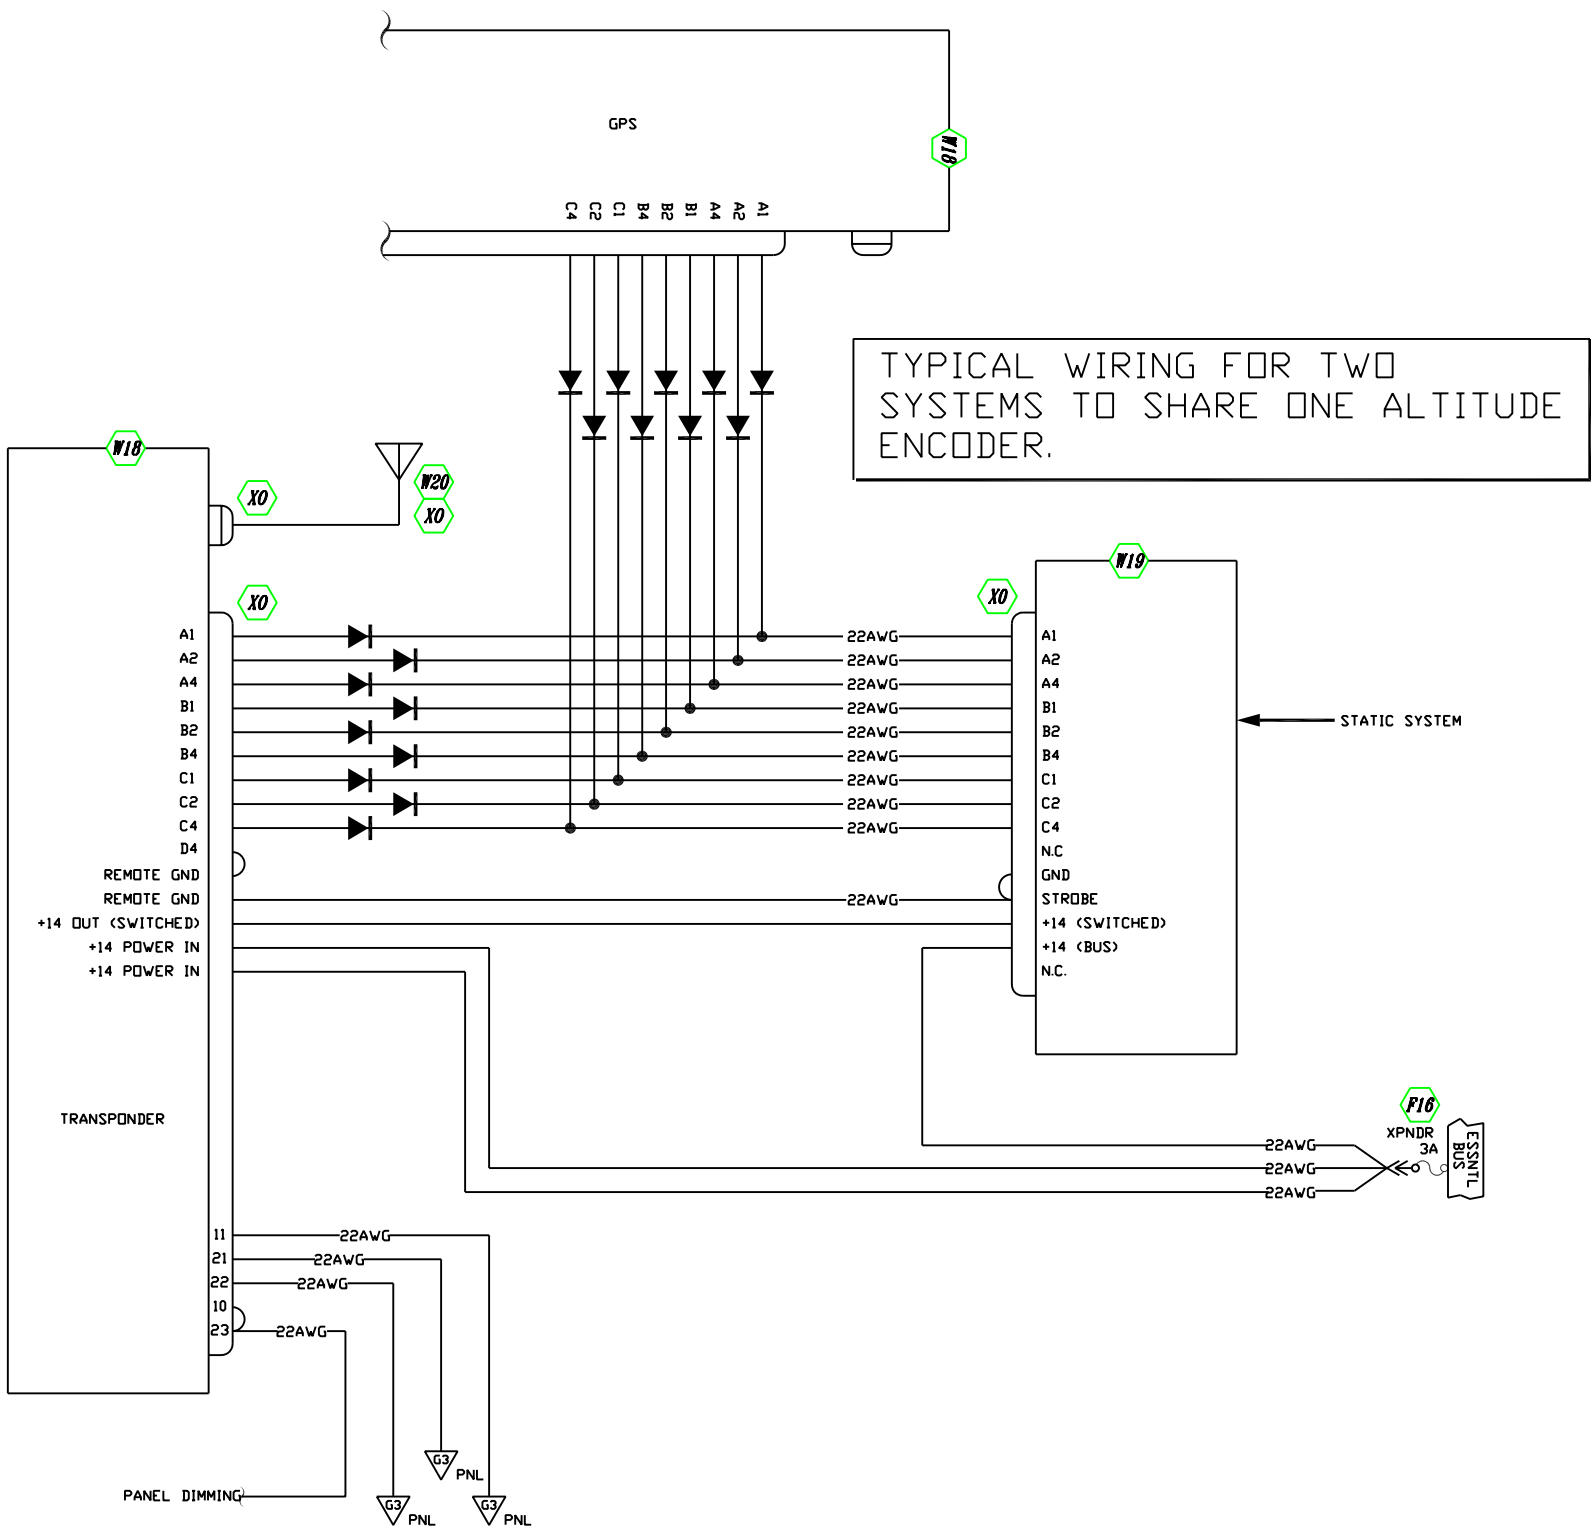 GPS
W18
C4
C2
C1
B4
B2
B1
A4
A2
A1
TYPICAL WIRING FOR TWO
SYSTEMS TO SHARE ONE ALTITUDE
ENCODER.
W18
X0
W20
X0
X0
A1
A2
A4
B1
B2
B4
C1
C2
C4
D4
REMOTE GND
REMOTE GND
+14 OUT (SWITCHED)
+14 POWER IN
+14 POWER IN
TRANSPONDER
11
21
22
10
23
22AWG
22AWG
22AWG
22AWG
22AWG
22AWG
22AWG
22AWG
22AWG
22AWG
W19
X0
A1
A2
A4
B1
B2
B4
C1
C2
C4
N.C
GND
STROBE
+14 (SWITCHED)
+14 (BUS)
N.C.
STATIC SYSTEM
F16
XPNDR
3A
ESSNTL
BUS
22AWG
22AWG
22AWG
22AWG
22AWG
22AWG
22AWG
G3
PNL
PANEL DIMMING
G3
PNL
G3
PNL